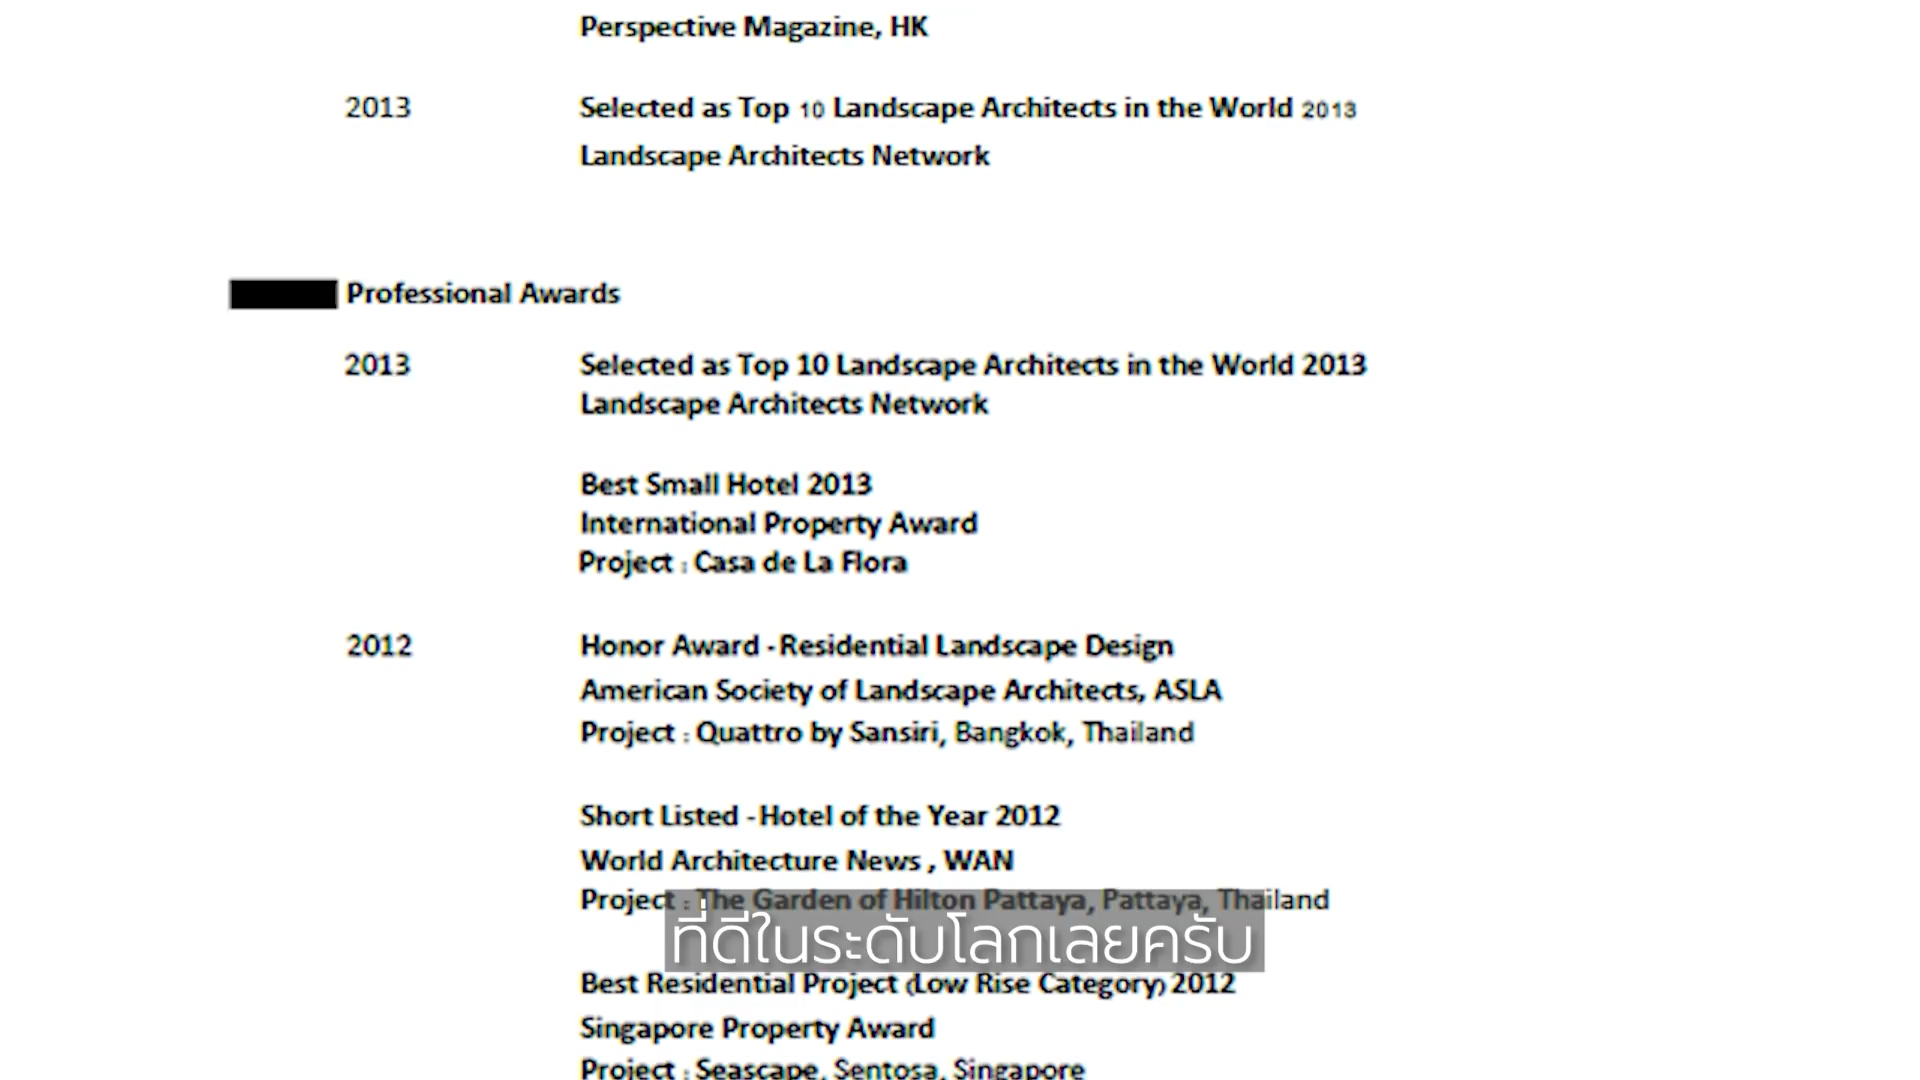 Perspective Magazine, HK
2013 Selected as Top 10 Landscape Architects in the World 2013
Landscape Architects Network
Professional Awards
2013 Selected as Top 10 Landscape Architects in the World 2013
Landscape Architects Network
Best Small Hotel 2013
International Property Award
Project : Casa de La Flora
2012 Honor Award - Residential Landscape Design
American Society of Landscape Architects, ASLA
Project : Quattro by Sansiri, Bangkok, Thailand
Short Listed - Hotel of the Year 2012
World Architecture News , WAN
Project : The Garden of Hilton Pattaya, Pattaya, Thailand
ที่ดีในระดับโลกเลยครับ
Best Residential Project (Low Rise Category) 2012
Singapore Property Award
Project : Seascape, Sentosa, Singapore